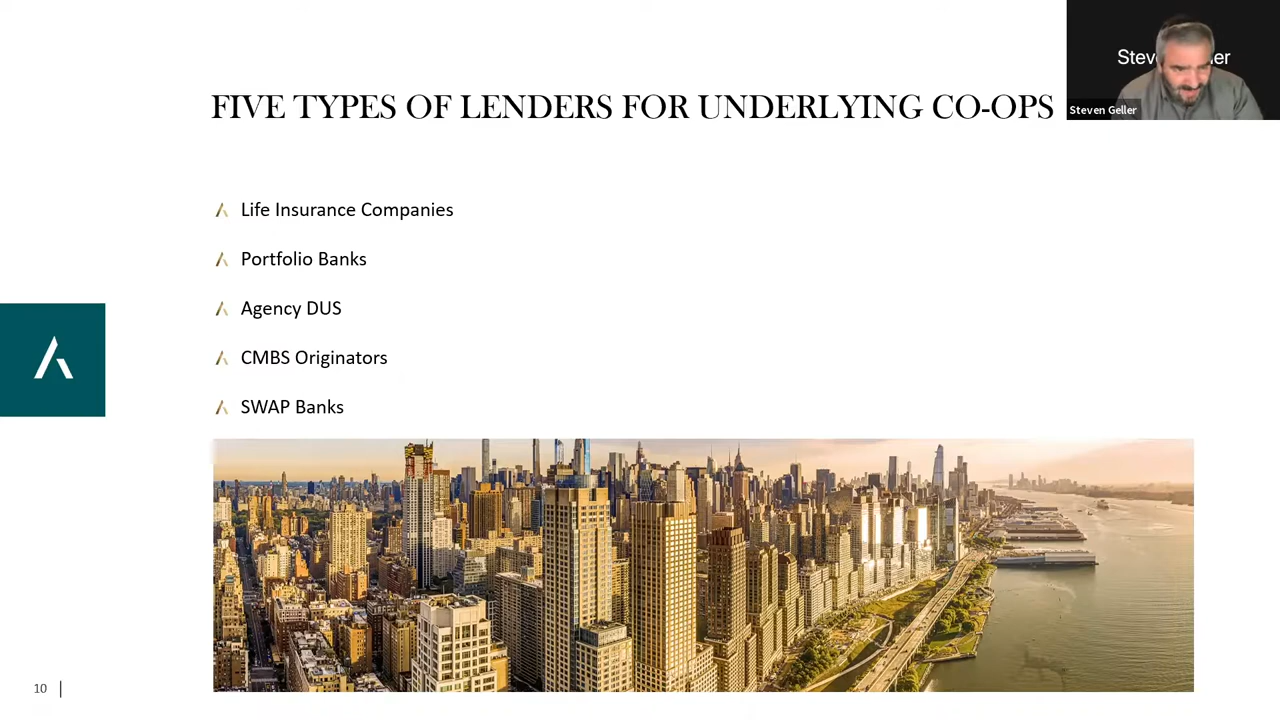 FIVE TYPES OF LENDERS FOR UNDERLYING CO-OPS
Steven Geller
Life Insurance Companies
Portfolio Banks
Agency DUS
CMBS Originators
SWAP Banks
10